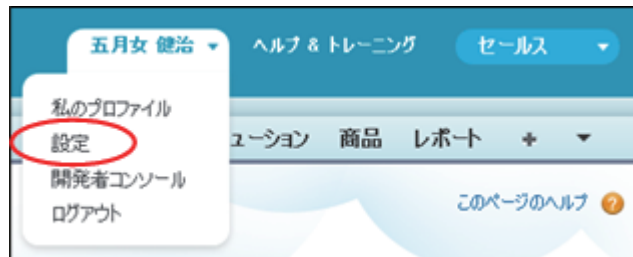 五月女 健治 ヘルプ & トレーニング セールス
私のプロファイル
設定
ューション 商品 レポート +
開発者コンソール
ログアウト
このページのヘルプ ?